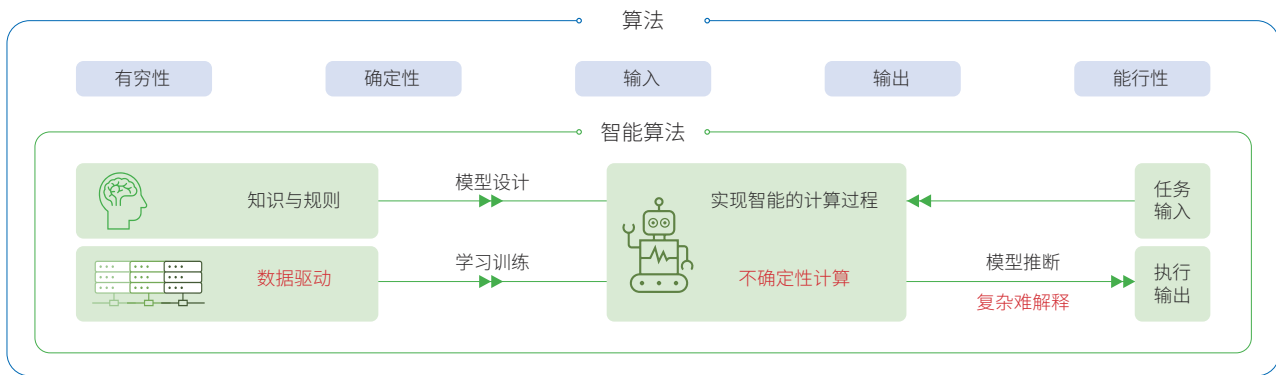 算法
有穷性
确定性
输入
输出
能行性
智能算法
知识与规则
模型设计
实现智能的计算过程
任务
输入
数据驱动
学习训练
不确定性计算
模型推断
复杂难解释
执行
输出